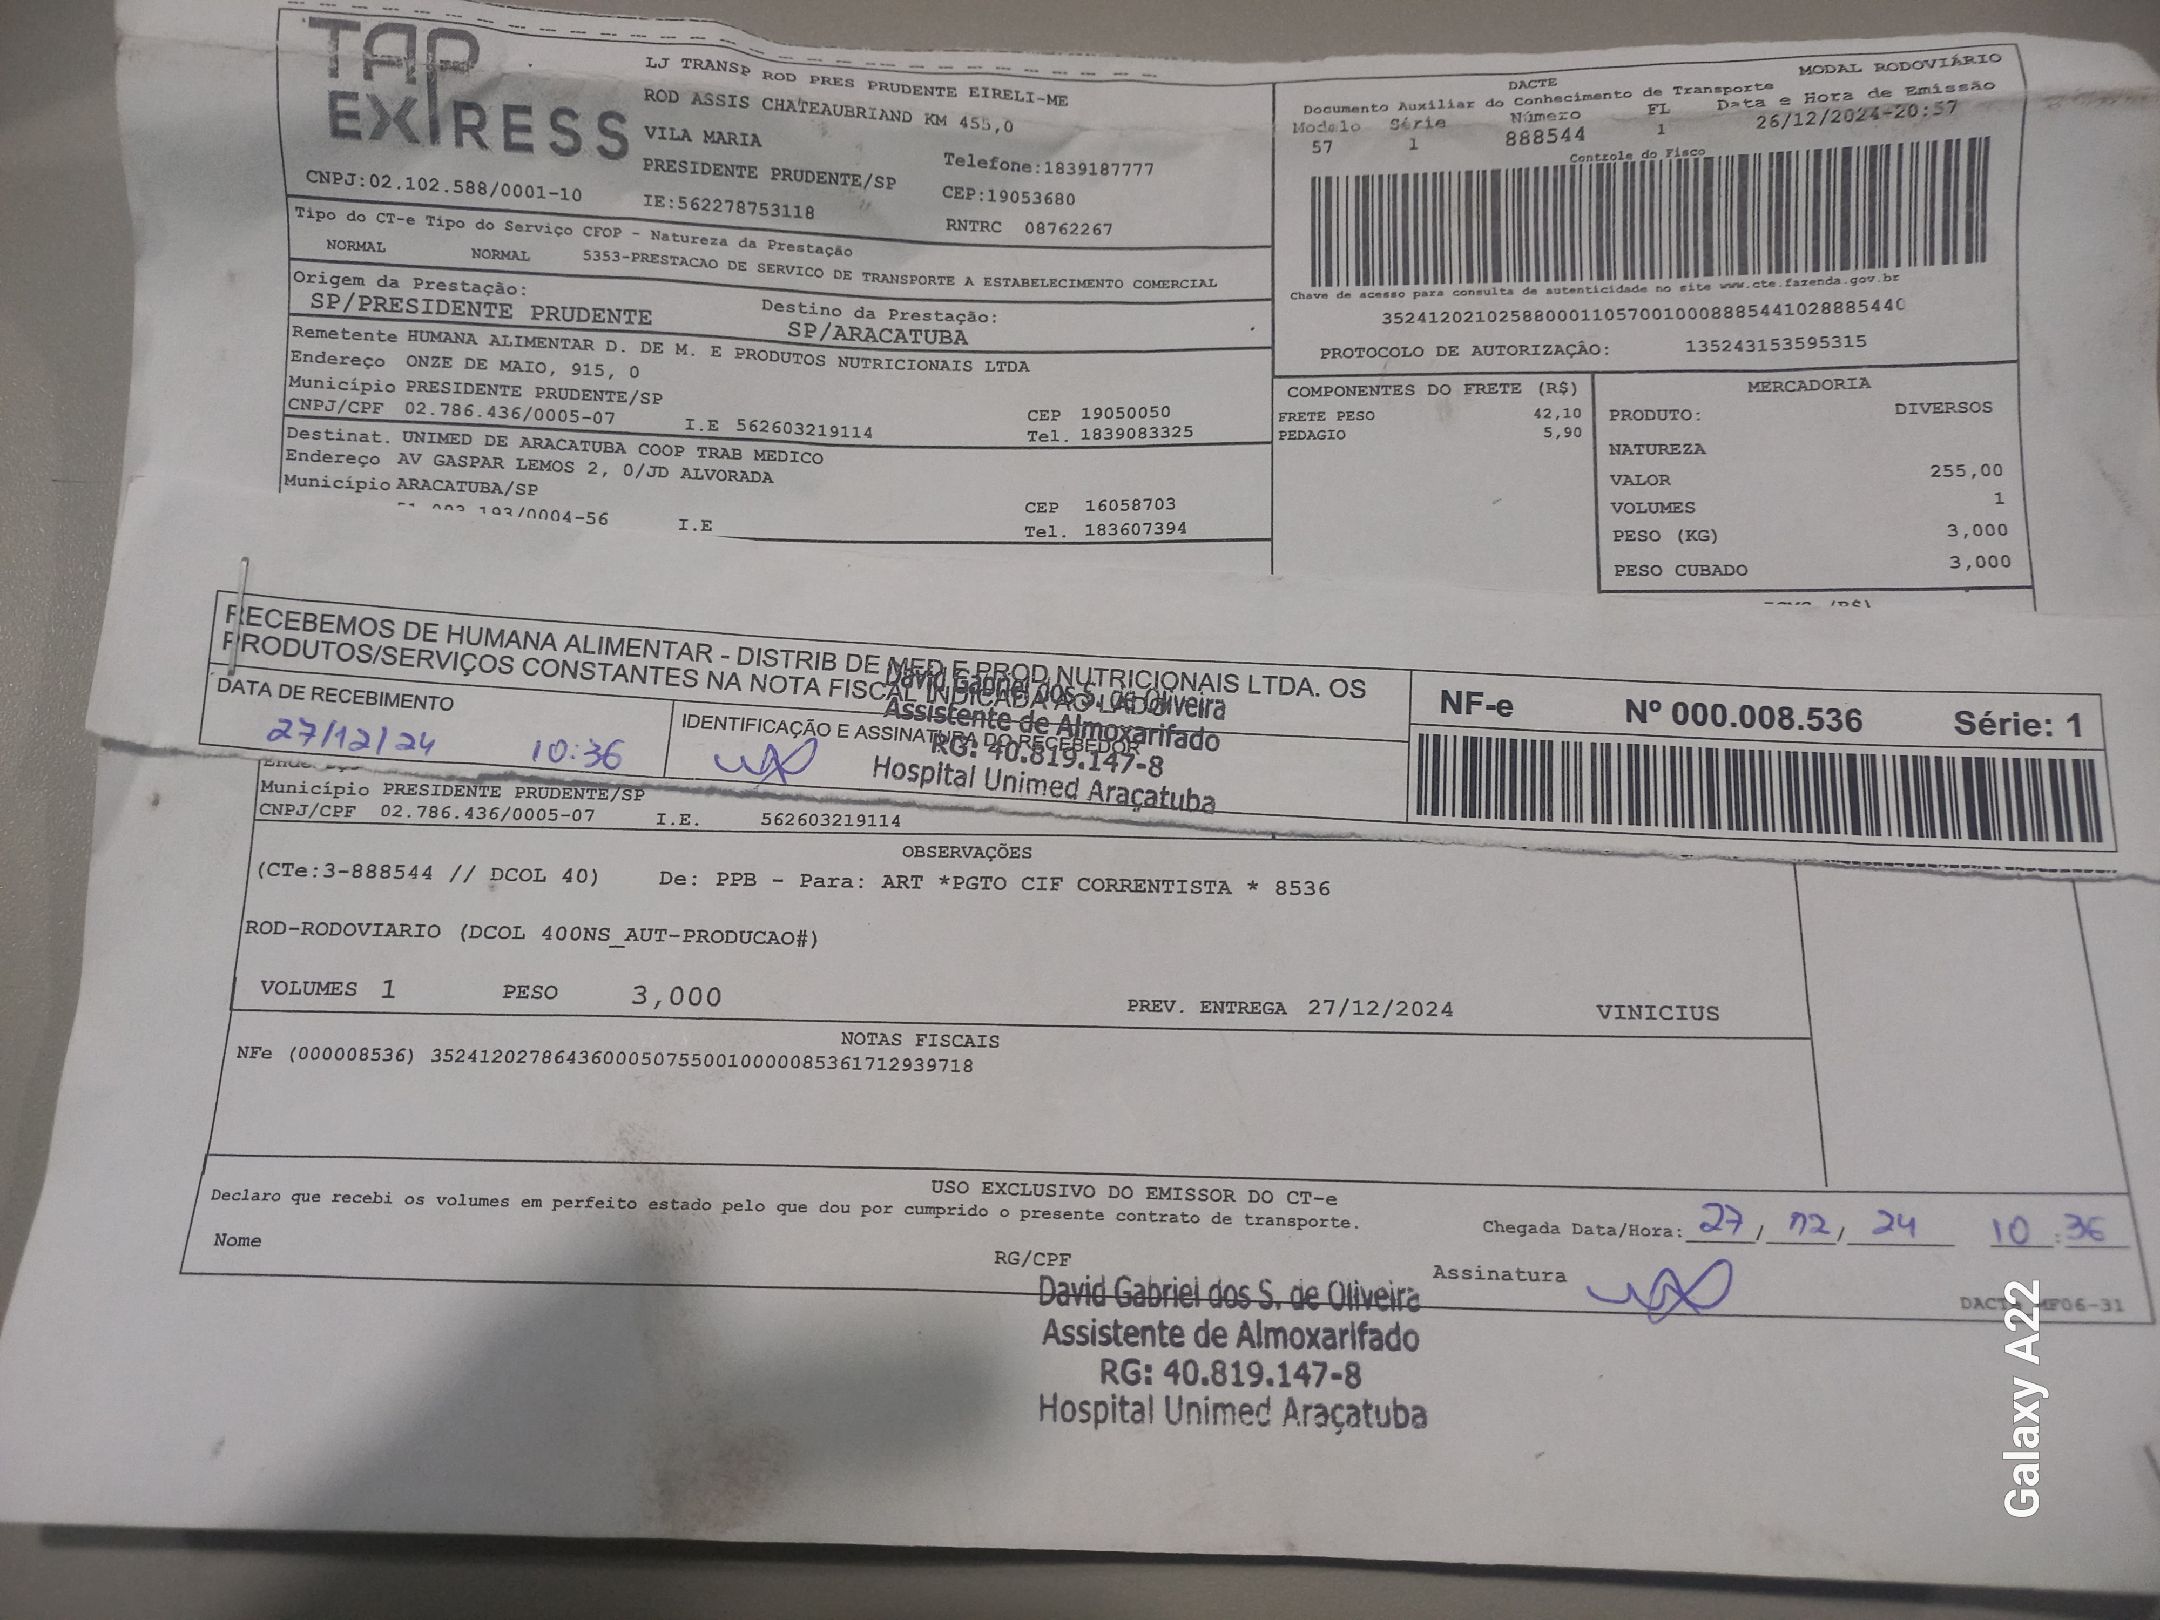 TAP EXPRESS
LJ TRANSP ROD PRES PRUDENTE EIRELI-ME
ROD ASSIS CHATEAUBRIAND KM 455,0
VILA MARIA
PRESIDENTE PRUDENTE/SP
Telefone:1839187777
CNPJ:02.102.588/0001-10
IE:562278753118
CEP:19053680
RNTRC 08762267
MODAL RODOVIÁRIO
DACTE
Documento Auxiliar do Conhecimento de Transporte
Modelo Série Número FL Data e Hora de Emissão
57 1 888544 1 26/12/2024-20:57
Controle do Fisco
Chave de acesso para consulta de autenticidade no site www.cte.fazenda.gov.br
35241202102588000110570010008885441028885440
PROTOCOLO DE AUTORIZAÇÃO: 135243153595315
Tipo do CT-e Tipo do Serviço CFOP - Natureza da Prestação
NORMAL NORMAL 5353-PRESTACAO DE SERVICO DE TRANSPORTE A ESTABELECIMENTO COMERCIAL
Origem da Prestação:
SP/PRESIDENTE PRUDENTE
Destino da Prestação:
SP/ARACATUBA
Remetente HUMANA ALIMENTAR D. DE M. E PRODUTOS NUTRICIONAIS LTDA
Endereço ONZE DE MAIO, 915, 0
Município PRESIDENTE PRUDENTE/SP
CEP 19050050
CNPJ/CPF 02.786.436/0005-07 I.E 562603219114
Tel. 1839083325
Destinat. UNIMED DE ARACATUBA COOP TRAB MEDICO
Endereço AV GASPAR LEMOS 2, 0/JD ALVORADA
Município ARACATUBA/SP
CEP 16058703
193/0004-56 I.E
Tel. 183607394
COMPONENTES DO FRETE (R$)
FRETE PESO 42,10
PEDAGIO 5,90
MERCADORIA
PRODUTO: DIVERSOS
NATUREZA
VALOR 255,00
VOLUMES 1
PESO (KG) 3,000
PESO CUBADO 3,000
RECEBEMOS DE HUMANA ALIMENTAR - DISTRIB DE MED E PROD NUTRICIONAIS LTDA. OS
PRODUTOS/SERVIÇOS CONSTANTES NA NOTA FISCAL INDICADA AO LADO
DATA DE RECEBIMENTO
27/12/24 10:36
IDENTIFICAÇÃO E ASSINATURA DO RECEBEDOR
David Gabriel dos S. de Oliveira
Assistente de Almoxarifado
RG: 40.819.147-8
Hospital Unimed Araçatuba
NF-e Nº 000.008.536 Série: 1
Município PRESIDENTE PRUDENTE/SP
CNPJ/CPF 02.786.436/0005-07 I.E. 562603219114
OBSERVAÇÕES
(CTe:3-888544 // DCOL 40) De: PPB - Para: ART *PGTO CIF CORRENTISTA * 8536
ROD-RODOVIARIO (DCOL 400NS_AUT-PRODUCAO#)
VOLUMES 1 PESO 3,000 PREV. ENTREGA 27/12/2024 VINICIUS
NOTAS FISCAIS
NFe (000008536) 35241202786436000507550010000085361712939718
USO EXCLUSIVO DO EMISSOR DO CT-e
Declaro que recebi os volumes em perfeito estado pelo que dou por cumprido o presente contrato de transporte.
Chegada Data/Hora: 27/12/24 10:36
Nome RG/CPF Assinatura
David Gabriel dos S. de Oliveira
Assistente de Almoxarifado
RG: 40.819.147-8
Hospital Unimed Araçatuba
Galaxy A22